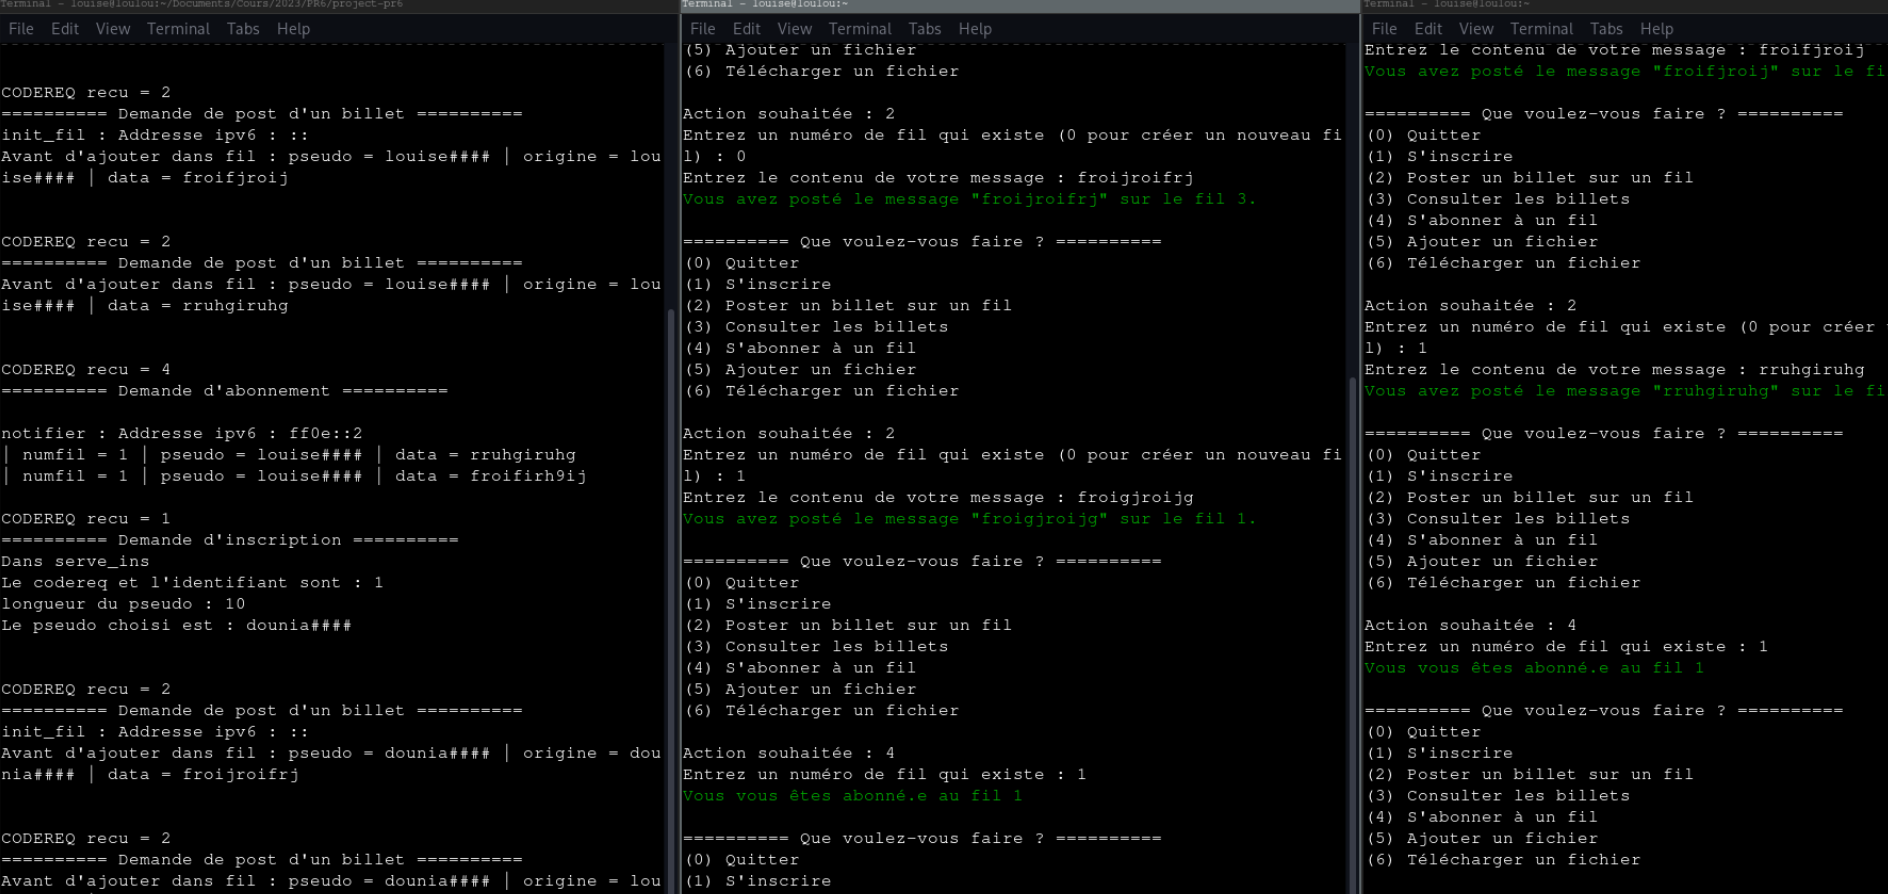 Terminal - louise@loulou:~/Documents/Cours/2023/PR6/project-pr6
File Edit View Terminal Tabs Help
CODEREQ recu = 2
========== Demande de post d'un billet ==========
init_fil : Addresse ipv6 : ::
Avant d'ajouter dans fil : pseudo = louise#### | origine = lou
ise#### | data = froifjroij
CODEREQ recu = 2
========== Demande de post d'un billet ==========
Avant d'ajouter dans fil : pseudo = louise#### | origine = lou
ise#### | data = rruhgiruhg
CODEREQ recu = 4
========== Demande d'abonnement ==========
notifier : Addresse ipv6 : ff0e::2
| numfil = 1 | pseudo = louise#### | data = rruhgiruhg
| numfil = 1 | pseudo = louise#### | data = froifirh9ij
CODEREQ recu = 1
========== Demande d'inscription ==========
Dans serve_ins
Le codereq et l'identifiant sont : 1
longueur du pseudo : 10
Le pseudo choisi est : dounia####
CODEREQ recu = 2
========== Demande de post d'un billet ==========
init_fil : Addresse ipv6 : ::
Avant d'ajouter dans fil : pseudo = dounia#### | origine = dou
nia#### | data = froijroifrj
CODEREQ recu = 2
========== Demande de post d'un billet ==========
Avant d'ajouter dans fil : pseudo = dounia#### | origine = lou
Terminal - louise@loulou:~
File Edit View Terminal Tabs Help
(5) Ajouter un fichier
(6) Télécharger un fichier
Action souhaitée : 2
Entrez un numéro de fil qui existe (0 pour créer un nouveau fi
l) : 0
Entrez le contenu de votre message : froijroifrj
Vous avez posté le message "froijroifrj" sur le fil 3.
========== Que voulez-vous faire ? ==========
(0) Quitter
(1) S'inscrire
(2) Poster un billet sur un fil
(3) Consulter les billets
(4) S'abonner à un fil
(5) Ajouter un fichier
(6) Télécharger un fichier
Action souhaitée : 2
Entrez un numéro de fil qui existe (0 pour créer un nouveau fi
l) : 1
Entrez le contenu de votre message : froigjroijg
Vous avez posté le message "froigjroijg" sur le fil 1.
========== Que voulez-vous faire ? ==========
(0) Quitter
(1) S'inscrire
(2) Poster un billet sur un fil
(3) Consulter les billets
(4) S'abonner à un fil
(5) Ajouter un fichier
(6) Télécharger un fichier
Action souhaitée : 4
Entrez un numéro de fil qui existe : 1
Vous vous êtes abonné.e au fil 1
========== Que voulez-vous faire ? ==========
(0) Quitter
(1) S'inscrire
Terminal - louise@loulou:~
File Edit View Terminal Tabs Help
Entrez le contenu de votre message : froifjroij
Vous avez posté le message "froifjroij" sur le fi
========== Que voulez-vous faire ? ==========
(0) Quitter
(1) S'inscrire
(2) Poster un billet sur un fil
(3) Consulter les billets
(4) S'abonner à un fil
(5) Ajouter un fichier
(6) Télécharger un fichier
Action souhaitée : 2
Entrez un numéro de fil qui existe (0 pour créer
l) : 1
Entrez le contenu de votre message : rruhgiruhg
Vous avez posté le message "rruhgiruhg" sur le fi
========== Que voulez-vous faire ? ==========
(0) Quitter
(1) S'inscrire
(2) Poster un billet sur un fil
(3) Consulter les billets
(4) S'abonner à un fil
(5) Ajouter un fichier
(6) Télécharger un fichier
Action souhaitée : 4
Entrez un numéro de fil qui existe : 1
Vous vous êtes abonné.e au fil 1
========== Que voulez-vous faire ? ==========
(0) Quitter
(1) S'inscrire
(2) Poster un billet sur un fil
(3) Consulter les billets
(4) S'abonner à un fil
(5) Ajouter un fichier
(6) Télécharger un fichier